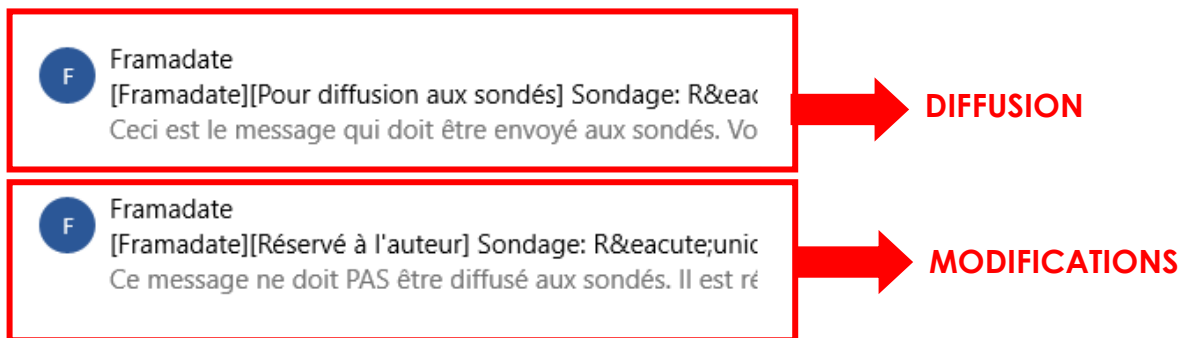 F
Framadate
[Framadate][Pour diffusion aux sondés] Sondage: R&eac
Ceci est le message qui doit être envoyé aux sondés. Vo
DIFFUSION
F
Framadate
[Framadate][Réservé à l'auteur] Sondage: R&eacute;unic
Ce message ne doit PAS être diffusé aux sondés. Il est ré
MODIFICATIONS